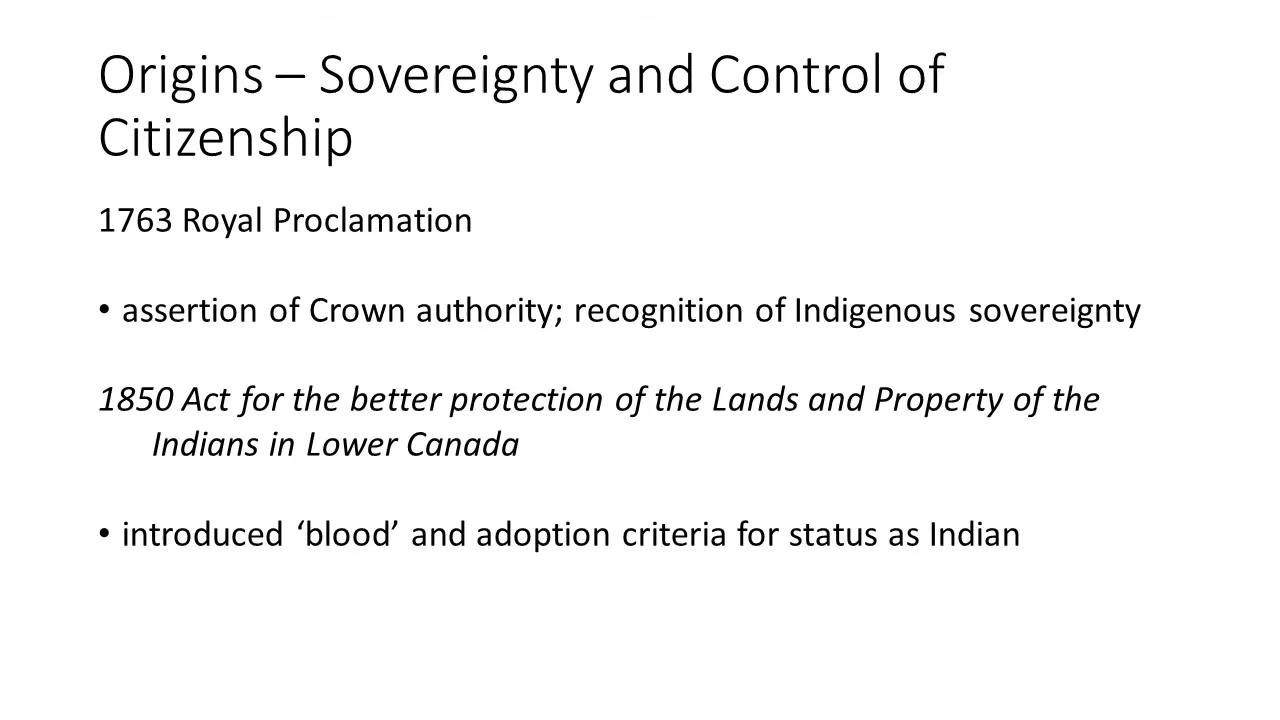 Origins – Sovereignty and Control of
Citizenship
1763 Royal Proclamation
• assertion of Crown authority; recognition of Indigenous sovereignty
1850 Act for the better protection of the Lands and Property of the
Indians in Lower Canada
• introduced ‘blood’ and adoption criteria for status as Indian